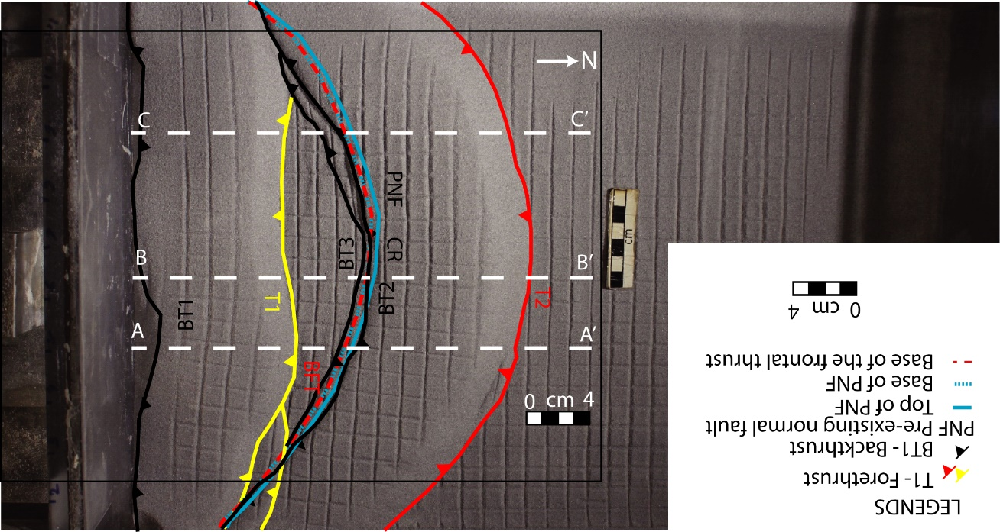 N
C
C'
PNF
BT3
CR
B
B'
BT1
T1
BT2
T2
A
A'
BFT
0 cm 4
cm
LEGENDS
T1- Forethrust
BT1-Backthrust
PNF Pre-existing normal fault
Top of PNF
Base of PNF
Base of the frontal thrust
0 cm 4